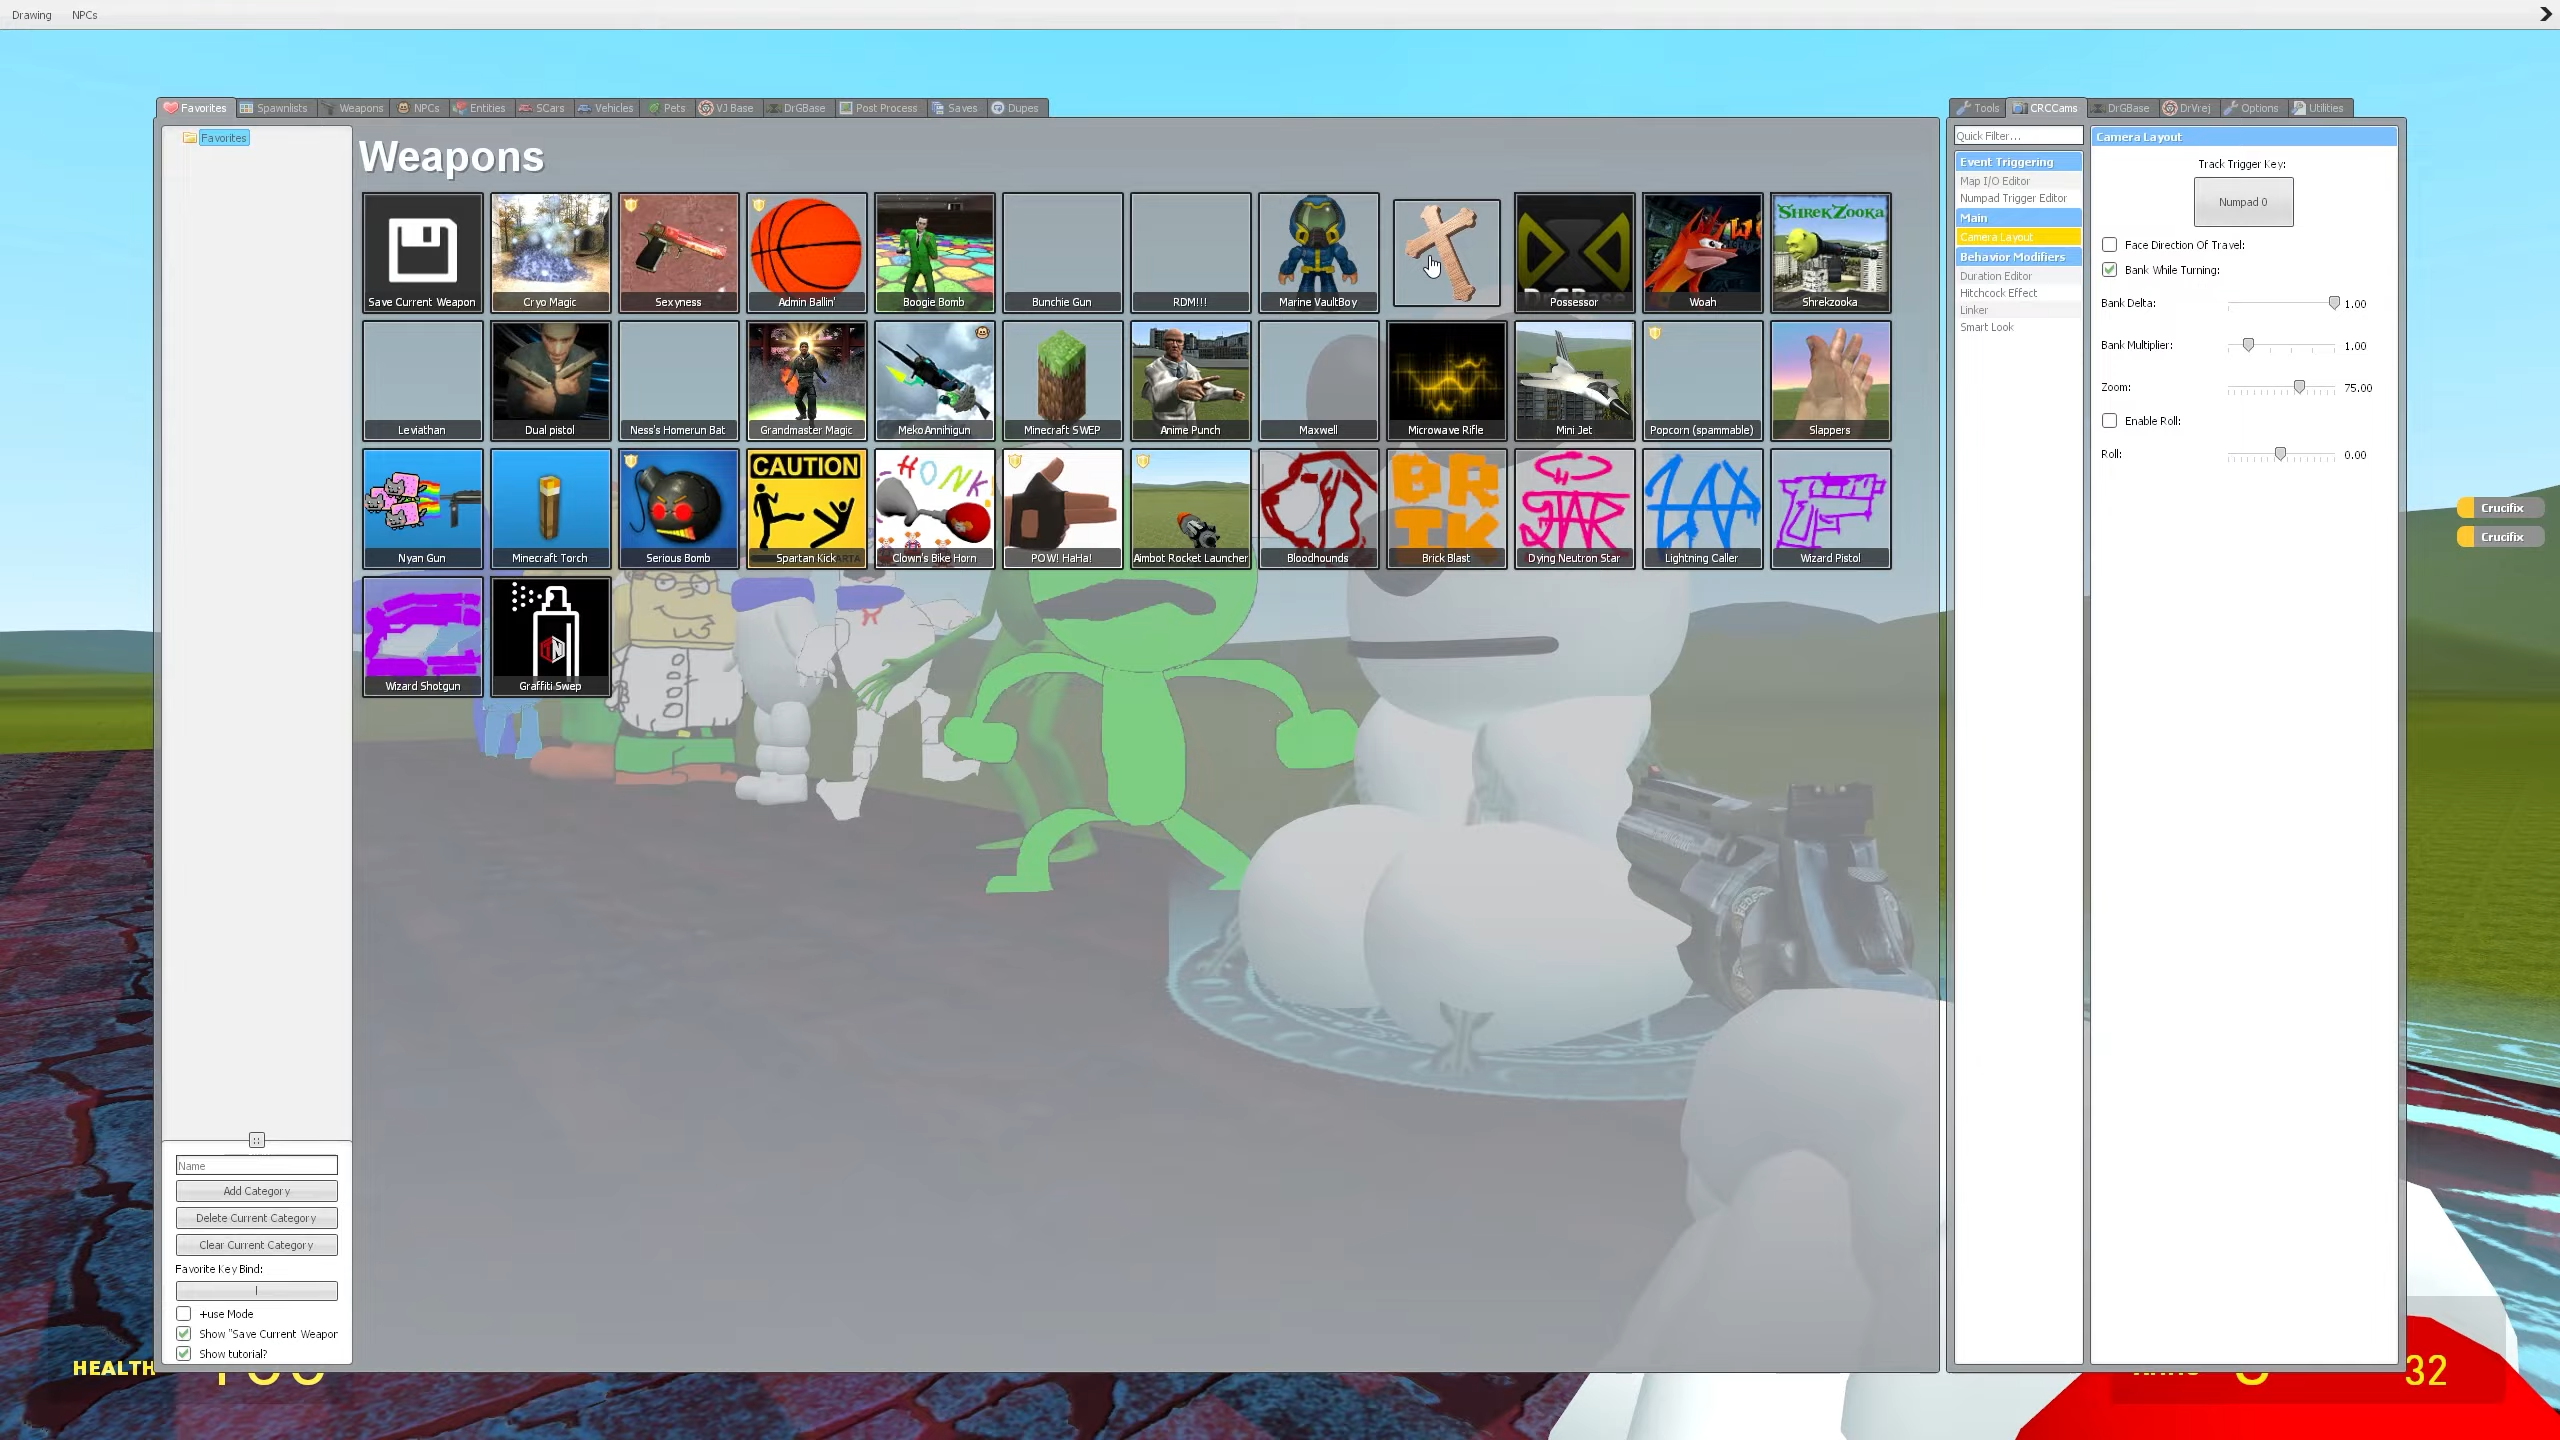 Drawing NPCs
Favorites Spawnlists Weapons NPCs Entities SCars Vehicles Pets VJ Base DrGBase Post Process Saves Dupes
Tools CRCCams DrGBase DrVrej Options Utilities
Favorites
Weapons
Save Current Weapon Cryo Magic Sexyness Admin Ballin' Boogie Bomb Bunchie Gun RDM!!! Marine VaultBoy Possessor Woah Shrekzooka
SHREKZOOKA
Leviathan Dual pistol Ness's Homerun Bat Grandmaster Magic MekoAnnihigun Minecraft SWEP Anime Punch Maxwell Microwave Rifle Mini Jet Popcorn (spammable) Slappers
CAUTION
HONK
BR
IK
STAR
Nyan Gun Minecraft Torch Serious Bomb Spartan Kick Clown's Bike Horn POW! HaHa! Aimbot Rocket Launcher Bloodhounds Brick Blast Dying Neutron Star Lightning Caller Wizard Pistol
Wizard Shotgun Graffiti Swep
Name
Add Category
Delete Current Category
Clear Current Category
Favorite Key Bind:
+use Mode
Show "Save Current Weapon
Show tutorial?
Quick Filter...
Event Triggering
Map I/O Editor
Numpad Trigger Editor
Main
Camera Layout
Behavior Modifiers
Duration Editor
Hitchcock Effect
Linker
Smart Look
Camera Layout
Track Trigger Key:
Numpad 0
Face Direction Of Travel:
Bank While Turning:
Bank Delta: 1.00
Bank Multiplier: 1.00
Zoom: 75.00
Enable Roll:
Roll: 0.00
Crucifix
Crucifix
HEALTH
32